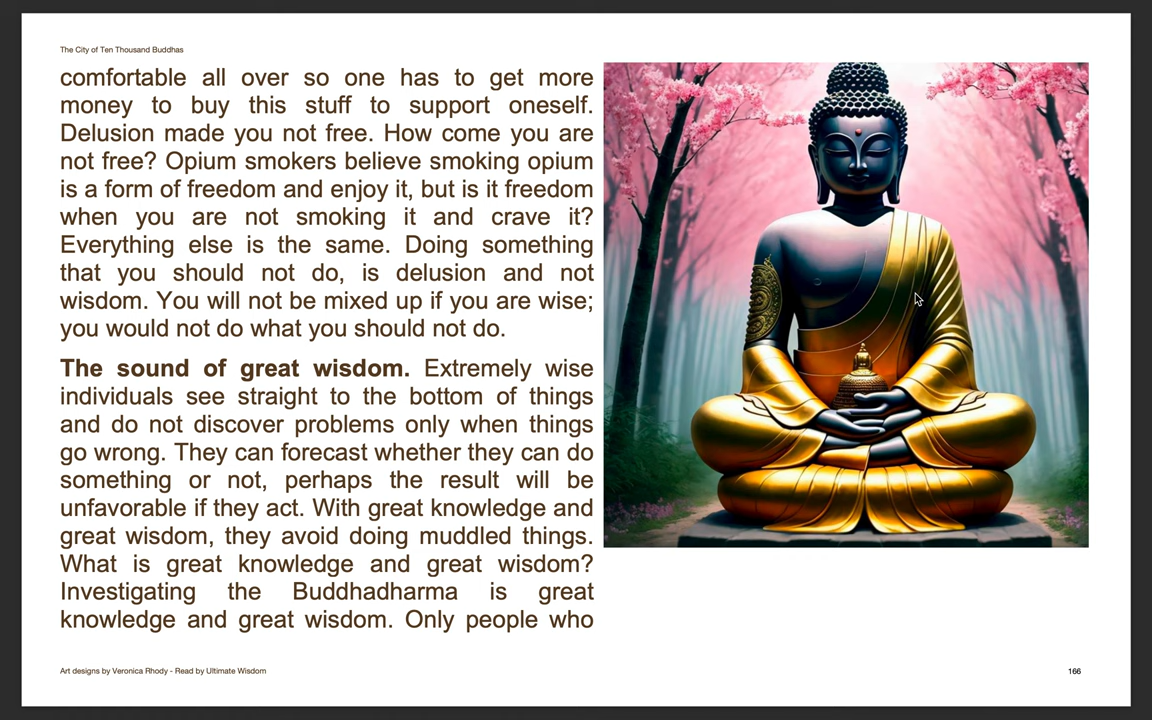 The City of Ten Thousand Buddhas
comfortable all over so one has to get more
money to buy this stuff to support oneself.
Delusion made you not free. How come you are
not free? Opium smokers believe smoking opium
is a form of freedom and enjoy it, but is it freedom
when you are not smoking it and crave it?
Everything else is the same. Doing something
that you should not do, is delusion and not
wisdom. You will not be mixed up if you are wise;
you would not do what you should not do.
The sound of great wisdom. Extremely wise
individuals see straight to the bottom of things
and do not discover problems only when things
go wrong. They can forecast whether they can do
something or not, perhaps the result will be
unfavorable if they act. With great knowledge and
great wisdom, they avoid doing muddled things.
What is great knowledge and great wisdom?
Investigating the Buddhadharma is great
knowledge and great wisdom. Only people who
Art designs by Veronica Rhody - Read by Ultimate Wisdom
166